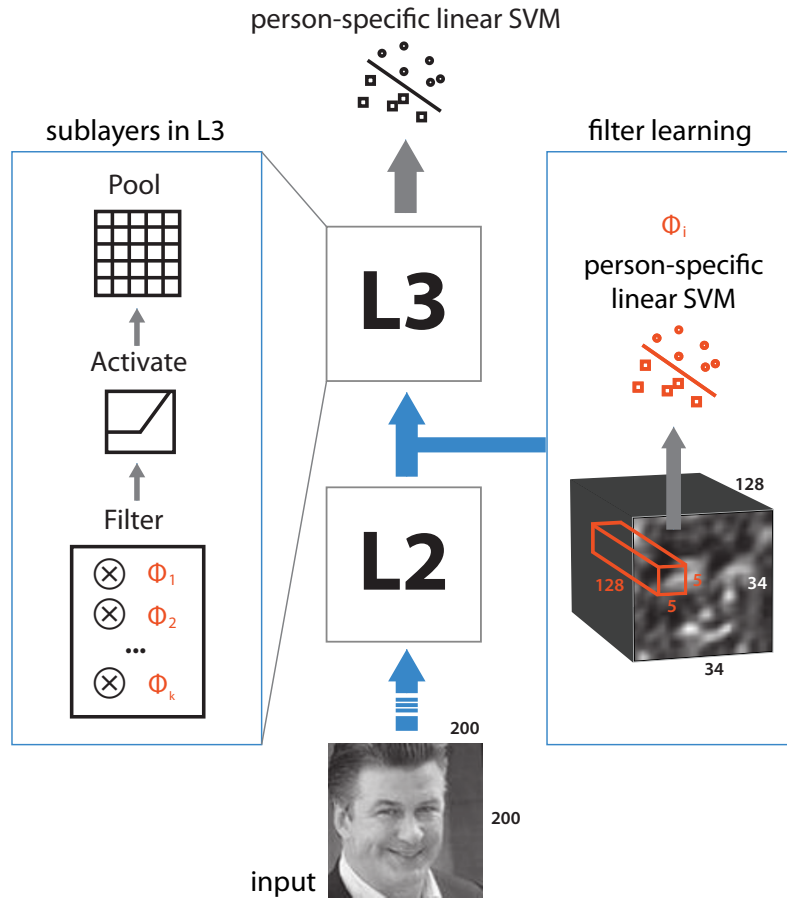 person-specific linear SVM
sublayers in L3
Pool
Activate
Filter
Φ1
Φ2
...
Φk
L3
L2
200
200
input
filter learning
Φi
person-specific
linear SVM
128
128
5
5
34
34